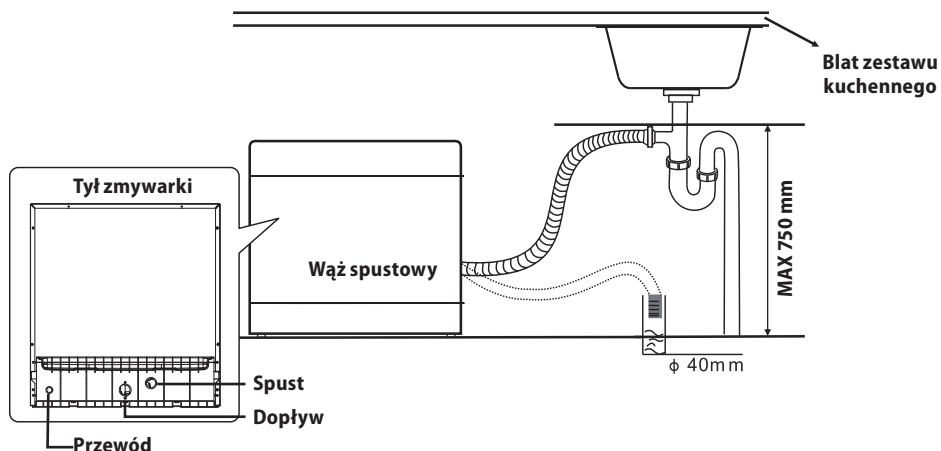 Blat zestawu
kuchennego
Tył zmywarki
Wąż spustowy
MAX 750 mm
φ 40mm
Spust
Dopływ
Przewód